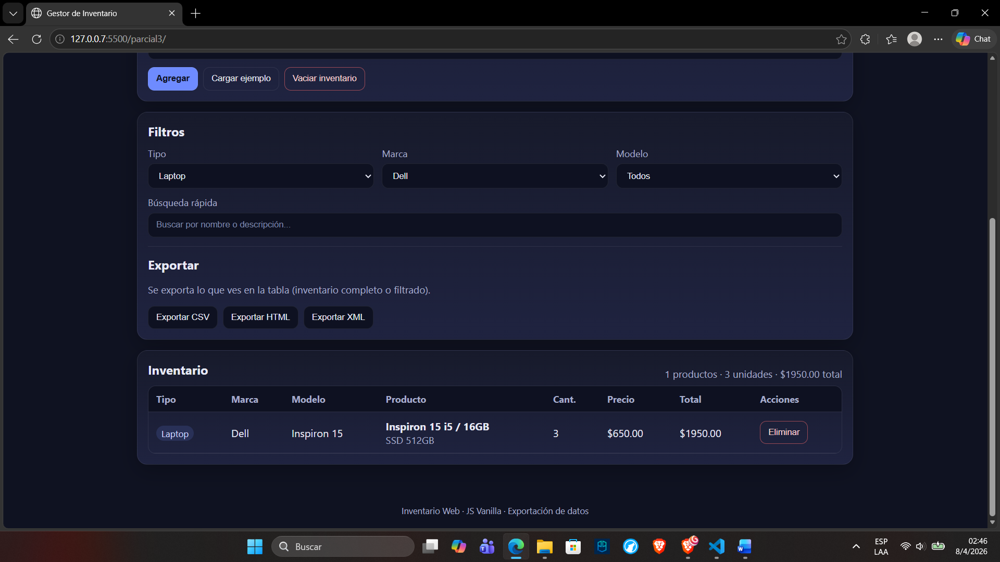 Gestor de Inventario
127.0.0.7:5500/parcial3/
Chat
Agregar
Cargar ejemplo
Vaciar inventario
Filtros
Tipo
Marca
Modelo
Laptop
Dell
Todos
Búsqueda rápida
Buscar por nombre o descripción...
Exportar
Se exporta lo que ves en la tabla (inventario completo o filtrado).
Exportar CSV
Exportar HTML
Exportar XML
Inventario
1 productos · 3 unidades · $1950.00 total
Tipo Marca Modelo Producto Cant. Precio Total Acciones
Laptop Dell Inspiron 15 Inspiron 15 i5 / 16GB 3 $650.00 $1950.00 Eliminar
SSD 512GB
Inventario Web · JS Vanilla · Exportación de datos
Buscar
ESP
LAA
02:46
8/4/2026